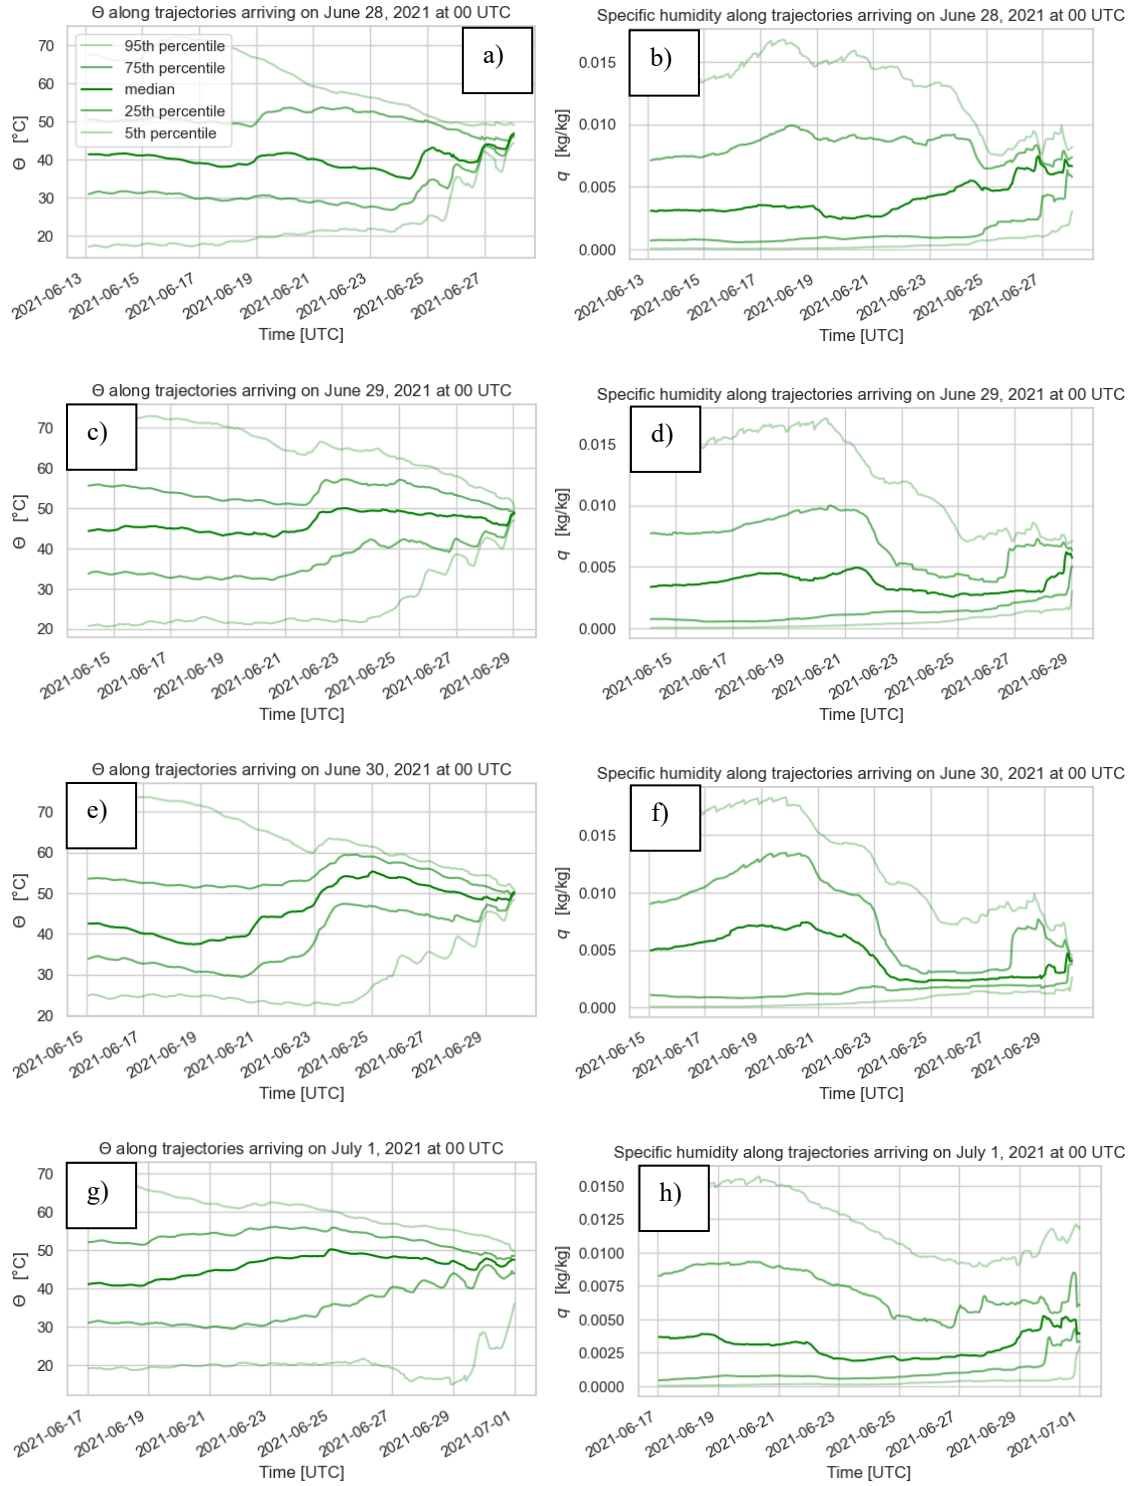 Θ along trajectories arriving on June 28, 2021 at 00 UTC
a)
95th percentile
75th percentile
median
25th percentile
5th percentile
70
60
50
40
30
20
Θ [°C]
2021-06-13
2021-06-15
2021-06-17
2021-06-19
2021-06-21
2021-06-23
2021-06-25
2021-06-27
Time [UTC]
Specific humidity along trajectories arriving on June 28, 2021 at 00 UTC
b)
0.015
0.010
0.005
0.000
q [kg/kg]
2021-06-13
2021-06-15
2021-06-17
2021-06-19
2021-06-21
2021-06-23
2021-06-25
2021-06-27
Time [UTC]
Θ along trajectories arriving on June 29, 2021 at 00 UTC
c)
70
60
50
40
30
20
Θ [°C]
2021-06-15
2021-06-17
2021-06-19
2021-06-21
2021-06-23
2021-06-25
2021-06-27
2021-06-29
Time [UTC]
Specific humidity along trajectories arriving on June 29, 2021 at 00 UTC
d)
0.015
0.010
0.005
0.000
q [kg/kg]
2021-06-15
2021-06-17
2021-06-19
2021-06-21
2021-06-23
2021-06-25
2021-06-27
2021-06-29
Time [UTC]
Θ along trajectories arriving on June 30, 2021 at 00 UTC
e)
70
60
50
40
30
20
Θ [°C]
2021-06-15
2021-06-17
2021-06-19
2021-06-21
2021-06-23
2021-06-25
2021-06-27
2021-06-29
Time [UTC]
Specific humidity along trajectories arriving on June 30, 2021 at 00 UTC
f)
0.015
0.010
0.005
0.000
q [kg/kg]
2021-06-15
2021-06-17
2021-06-19
2021-06-21
2021-06-23
2021-06-25
2021-06-27
2021-06-29
Time [UTC]
Θ along trajectories arriving on July 1, 2021 at 00 UTC
g)
70
60
50
40
30
20
Θ [°C]
2021-06-17
2021-06-19
2021-06-21
2021-06-23
2021-06-25
2021-06-27
2021-06-29
2021-07-01
Time [UTC]
Specific humidity along trajectories arriving on July 1, 2021 at 00 UTC
h)
0.0150
0.0125
0.0100
0.0075
0.0050
0.0025
0.0000
q [kg/kg]
2021-06-17
2021-06-19
2021-06-21
2021-06-23
2021-06-25
2021-06-27
2021-06-29
2021-07-01
Time [UTC]